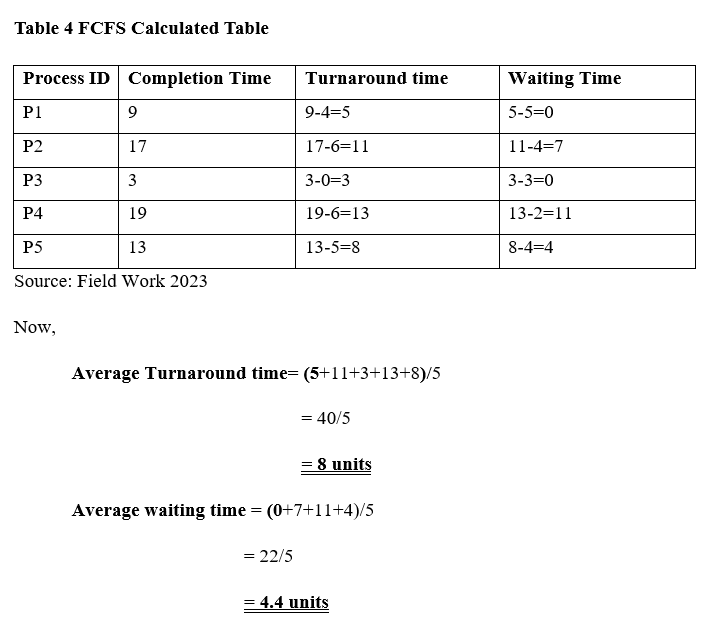 Table 4 FCFS Calculated Table
Process ID Completion Time Turnaround time Waiting Time
P1 9 9-4=5 5-5=0
P2 17 17-6=11 11-4=7
P3 3 3-0=3 3-3=0
P4 19 19-6=13 13-2=11
P5 13 13-5=8 8-4=4
Source: Field Work 2023
Now,
Average Turnaround time= (5+11+3+13+8)/5
= 40/5
= 8 units
Average waiting time = (0+7+11+4)/5
= 22/5
= 4.4 units